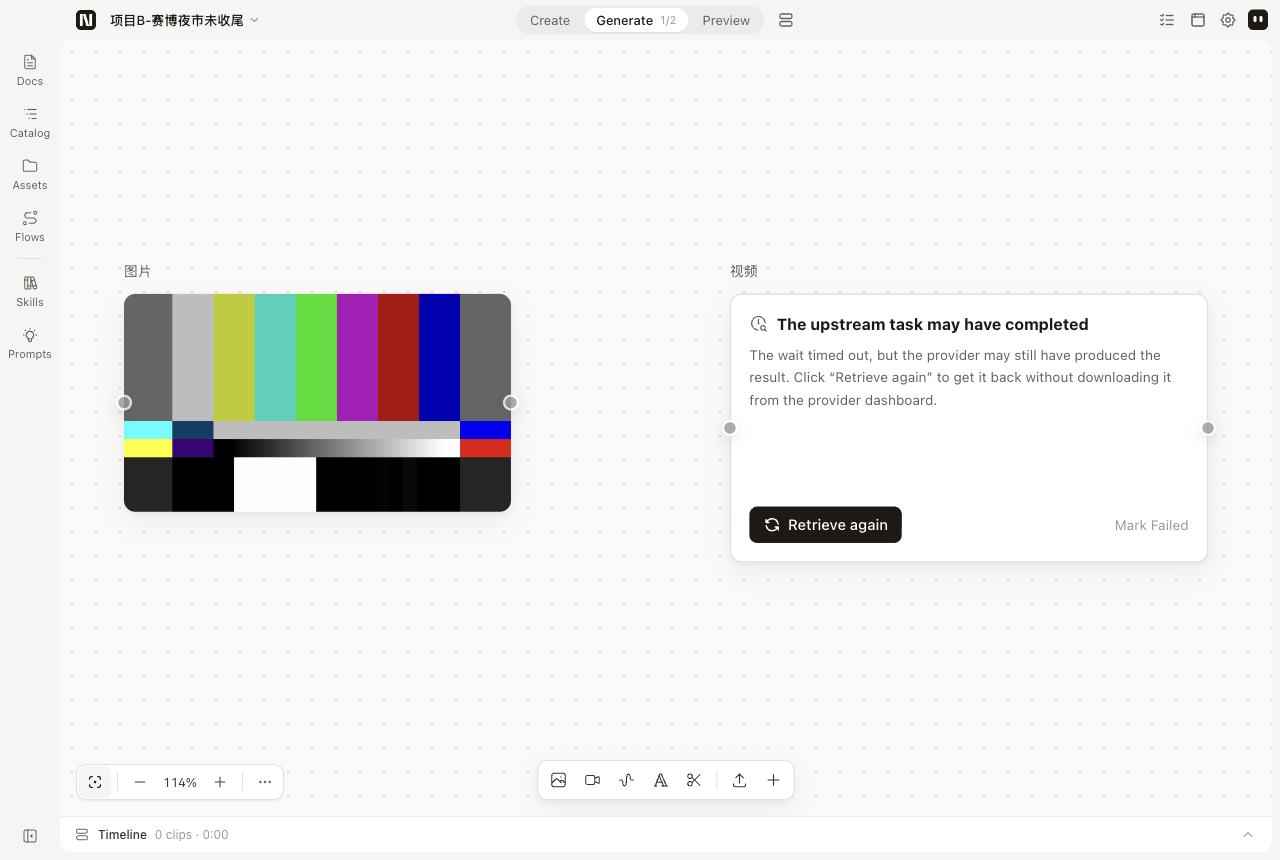 项目B-赛博夜市未收尾
Create
Generate 1/2
Preview
Docs
Catalog
Assets
Flows
Skills
Prompts
图片
视频
The upstream task may have completed
The wait timed out, but the provider may still have produced the
result. Click “Retrieve again” to get it back without downloading it
from the provider dashboard.
Retrieve again
Mark Failed
114%
Timeline 0 clips · 0:00